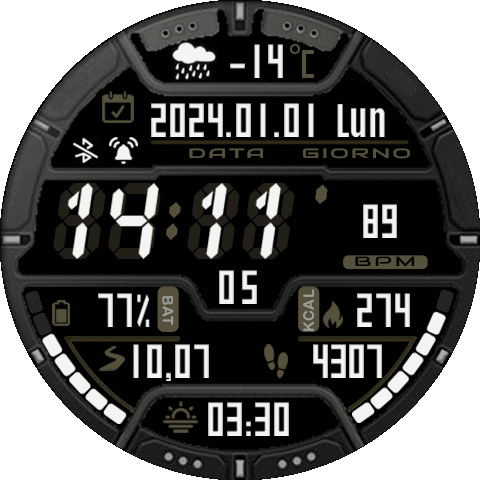 -14°C
2024.01.01 Lun
DATA GIORNO
14:11 89
BPM
05
77% BAT KCAL 274
10,07 4307
03:30